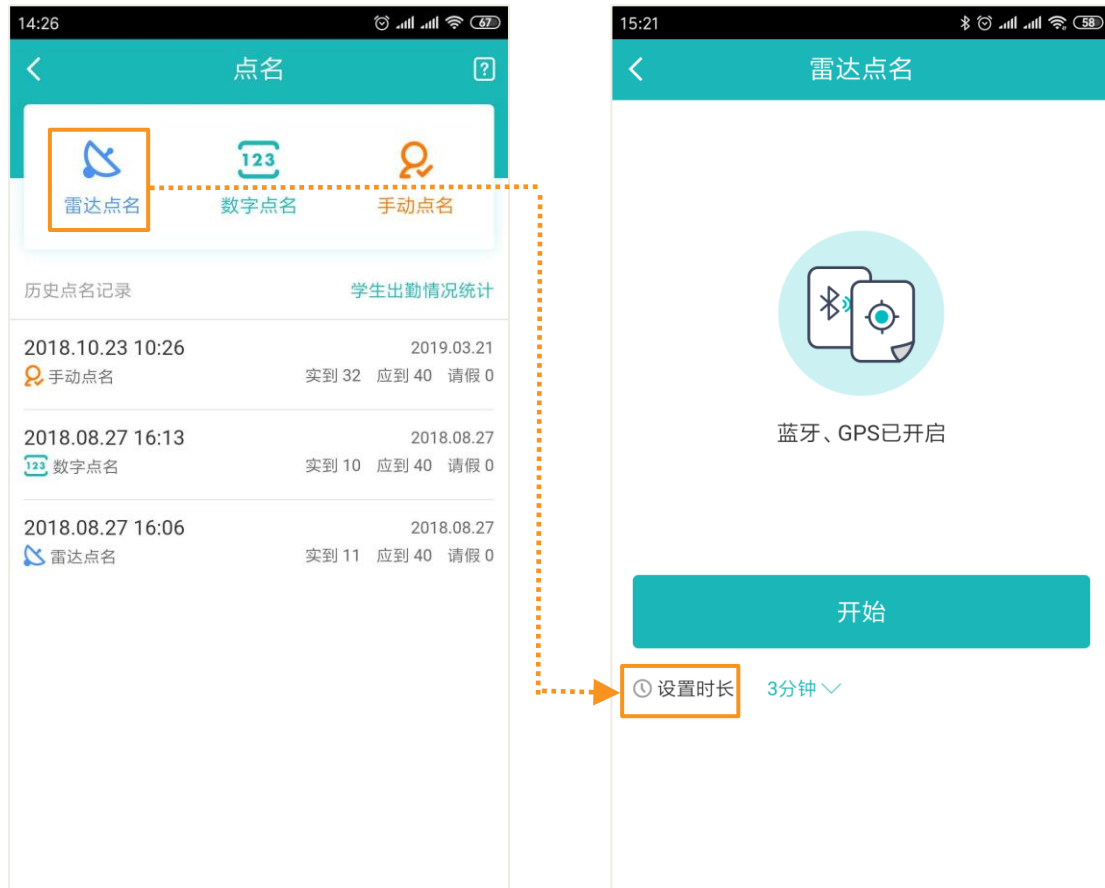 14:26
67
点名
?
123
雷达点名
数字点名
手动点名
历史点名记录
学生出勤情况统计
2018.10.23 10:26
2019.03.21
手动点名
实到 32 应到 40 请假 0
2018.08.27 16:13
2018.08.27
123 数字点名
实到 10 应到 40 请假 0
2018.08.27 16:06
2018.08.27
雷达点名
实到 11 应到 40 请假 0
15:21
58
雷达点名
蓝牙、GPS已开启
开始
设置时长
3分钟